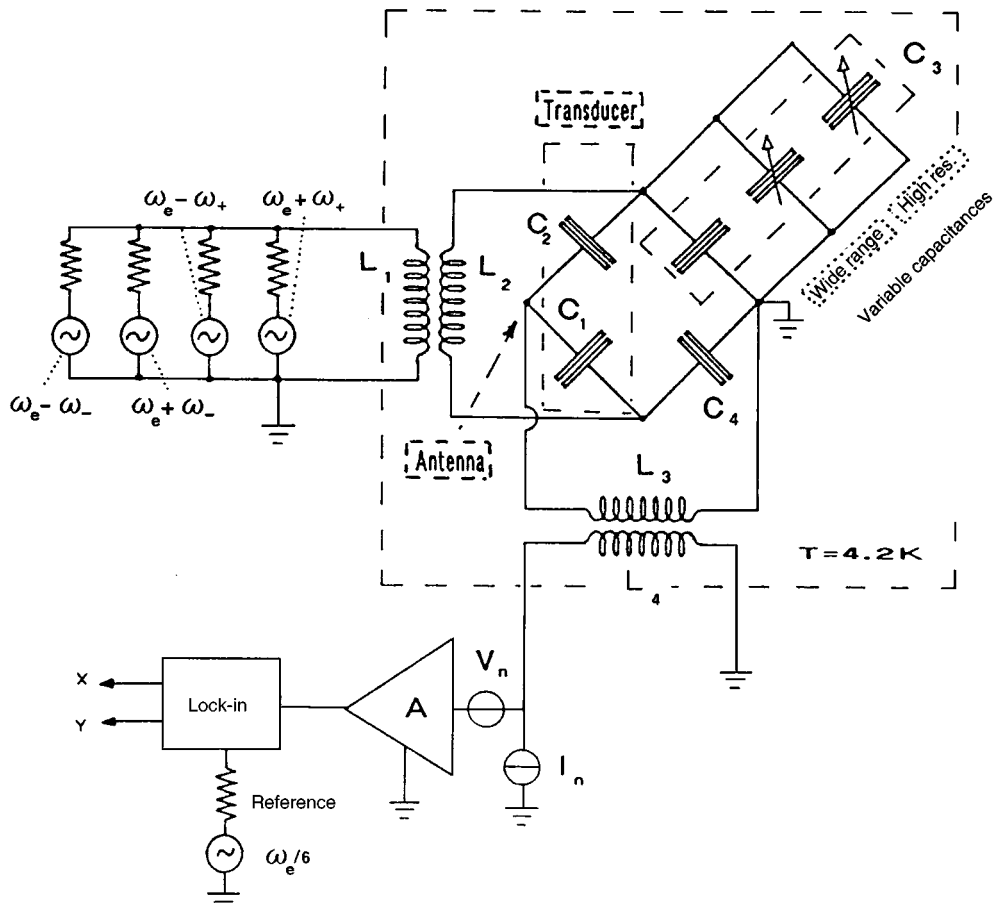 C₃
Transducer
High res.
Wide range
Variable capacitances
ωₑ− ω₊
ωₑ+ ω₊
C₂
L₁
L₂
C₁
ωₑ− ω₋
ωₑ+ ω₋
C₄
Antenna
L₃
T=4.2K
L₄
Vₙ
X
Lock-in
A
Y
Iₙ
Reference
ωₑ/6